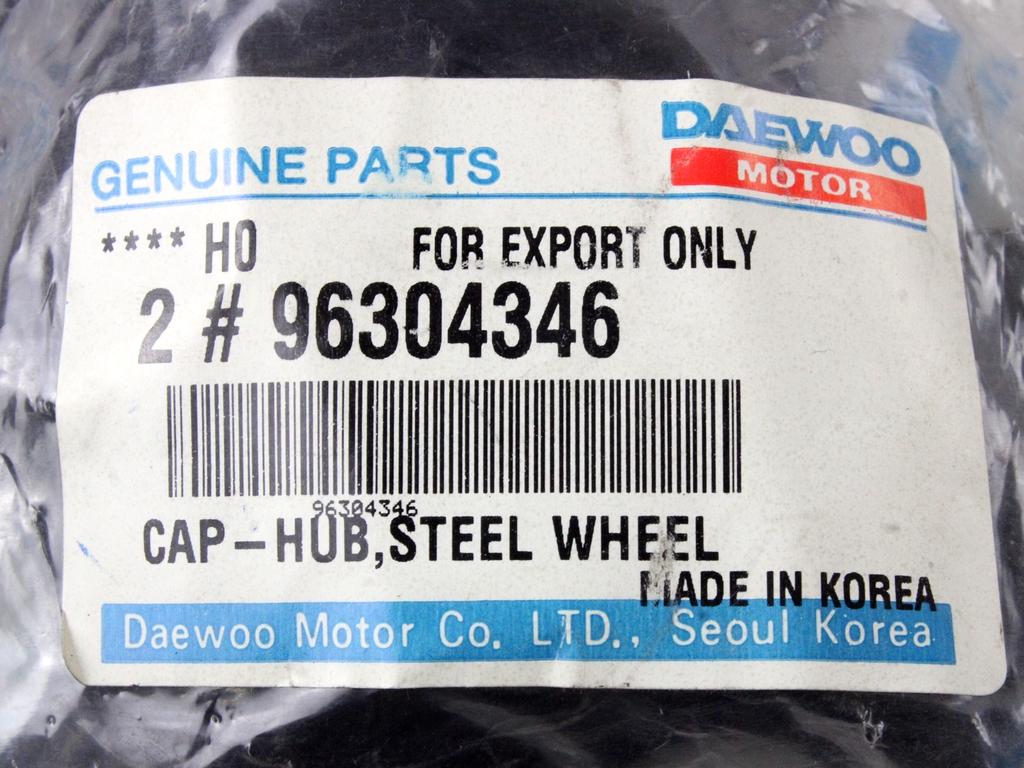 DAEWOO
GENUINE PARTS
MOTOR
**** HO FOR EXPORT ONLY
2 # 96304346
96304346
CAP-HUB,STEEL WHEEL
MADE IN KOREA
Daewoo Motor Co. LTD., Seoul Korea